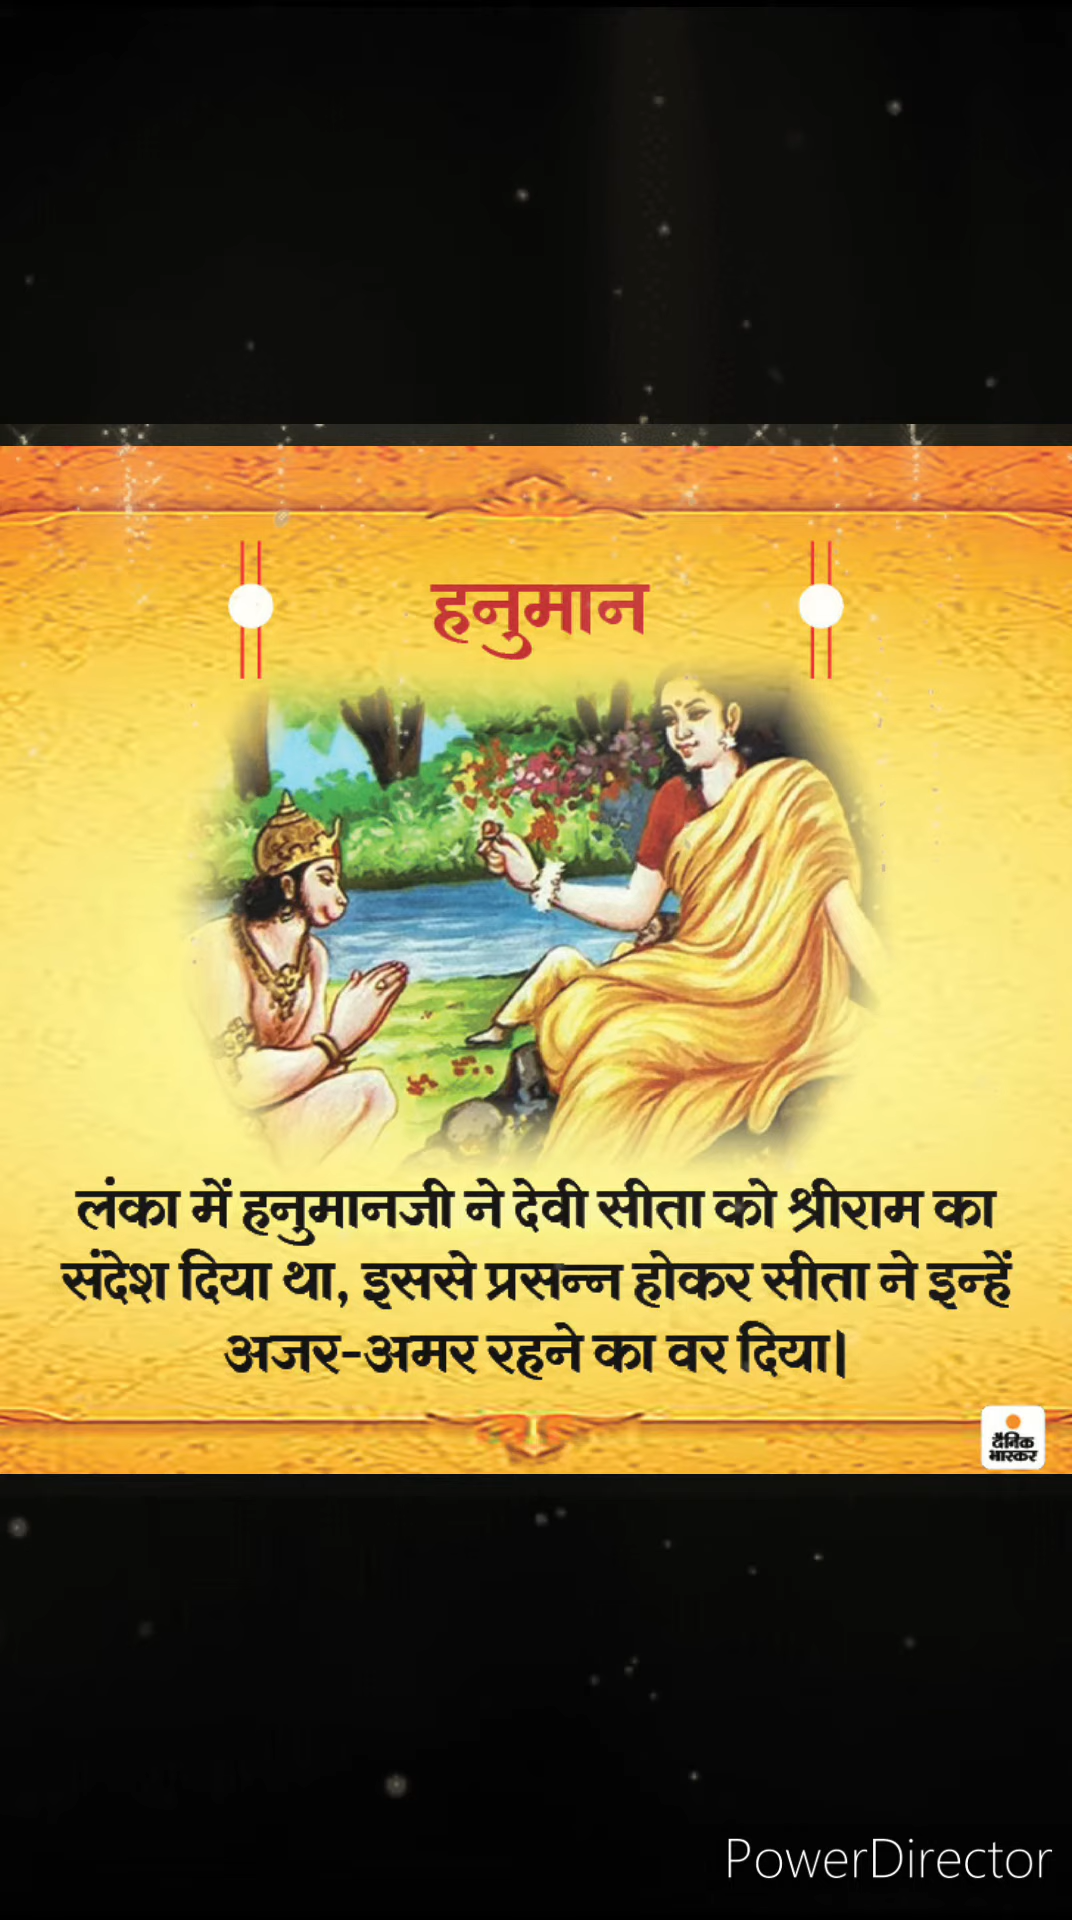 हनुमान
लंका में हनुमानजी ने देवी सीता को श्रीराम का
संदेश दिया था, इससे प्रसन्न होकर सीता ने इन्हें
अजर-अमर रहने का वर दिया।
दैनिक
भास्कर
PowerDirector